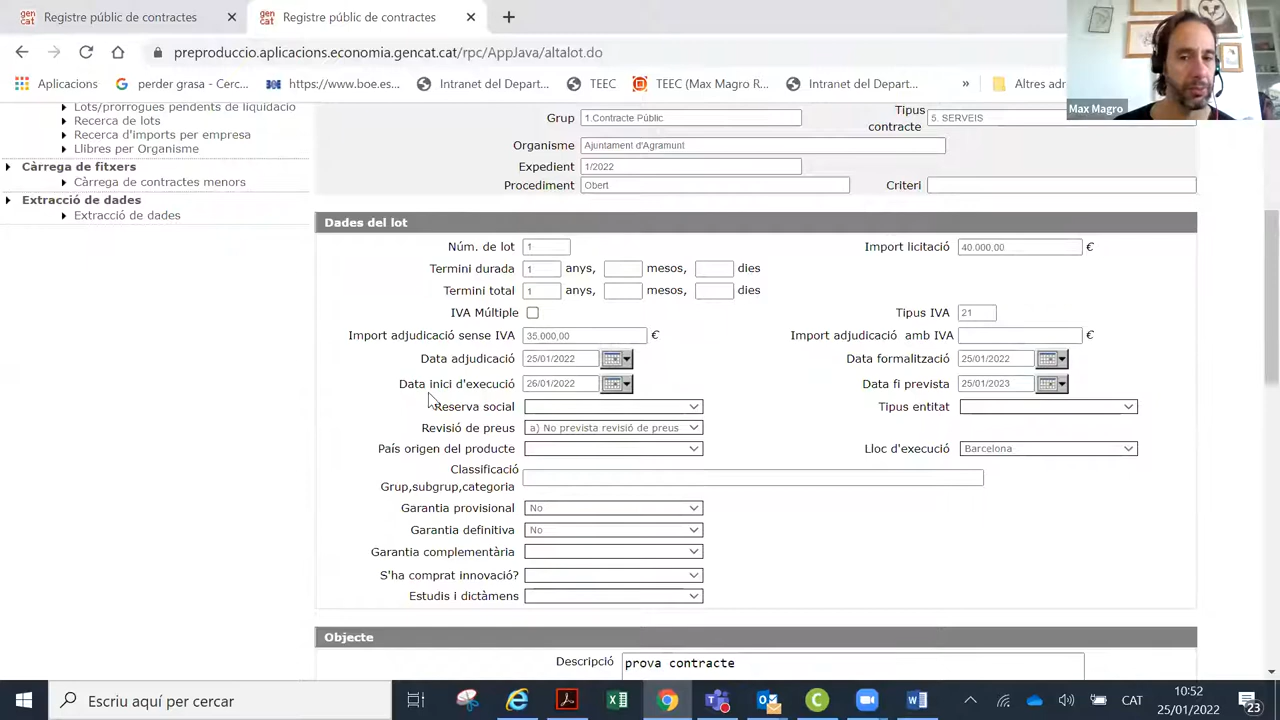 Registre públic de contractes
Registre públic de contractes
preproduccio.aplicacions.economia.gencat.cat/rpc/AppJava/altalot.do
Aplicacions
perder grasa - Cerc...
https://www.boe.es...
Intranet del Depart...
TEEC
TEEC (Max Magro R...
Intranet del Depart...
»
Altres adr
Max Magro
Lots/prorrogues pendents de liquidació
Recerca de lots
Recerca d'imports per empresa
Llibres per Organisme
Càrrega de fitxers
Càrrega de contractes menors
Extracció de dades
Extracció de dades
Grup 1.Contracte Públic Tipus contracte 5. SERVEIS
Organisme Ajuntament d'Agramunt
Expedient 1/2022
Procediment Obert Criteri
Dades del lot
Núm. de lot 1 Import licitació 40.000,00 €
Termini durada 1 anys, mesos, dies
Termini total 1 anys, mesos, dies
IVA Múltiple Tipus IVA 21
Import adjudicació sense IVA 35.000,00 € Import adjudicació amb IVA €
Data adjudicació 25/01/2022 Data formalització 25/01/2022
Data inici d'execució 26/01/2022 Data fi prevista 25/01/2023
Reserva social Tipus entitat
Revisió de preus a) No prevista revisió de preus
País origen del producte Lloc d'execució Barcelona
Classificació
Grup,subgrup,categoria
Garantia provisional No
Garantia definitiva No
Garantia complementària
S'ha comprat innovació?
Estudis i dictàmens
Objecte
Descripció prova contracte
Escriu aquí per cercar
CAT
10:52
25/01/2022
23